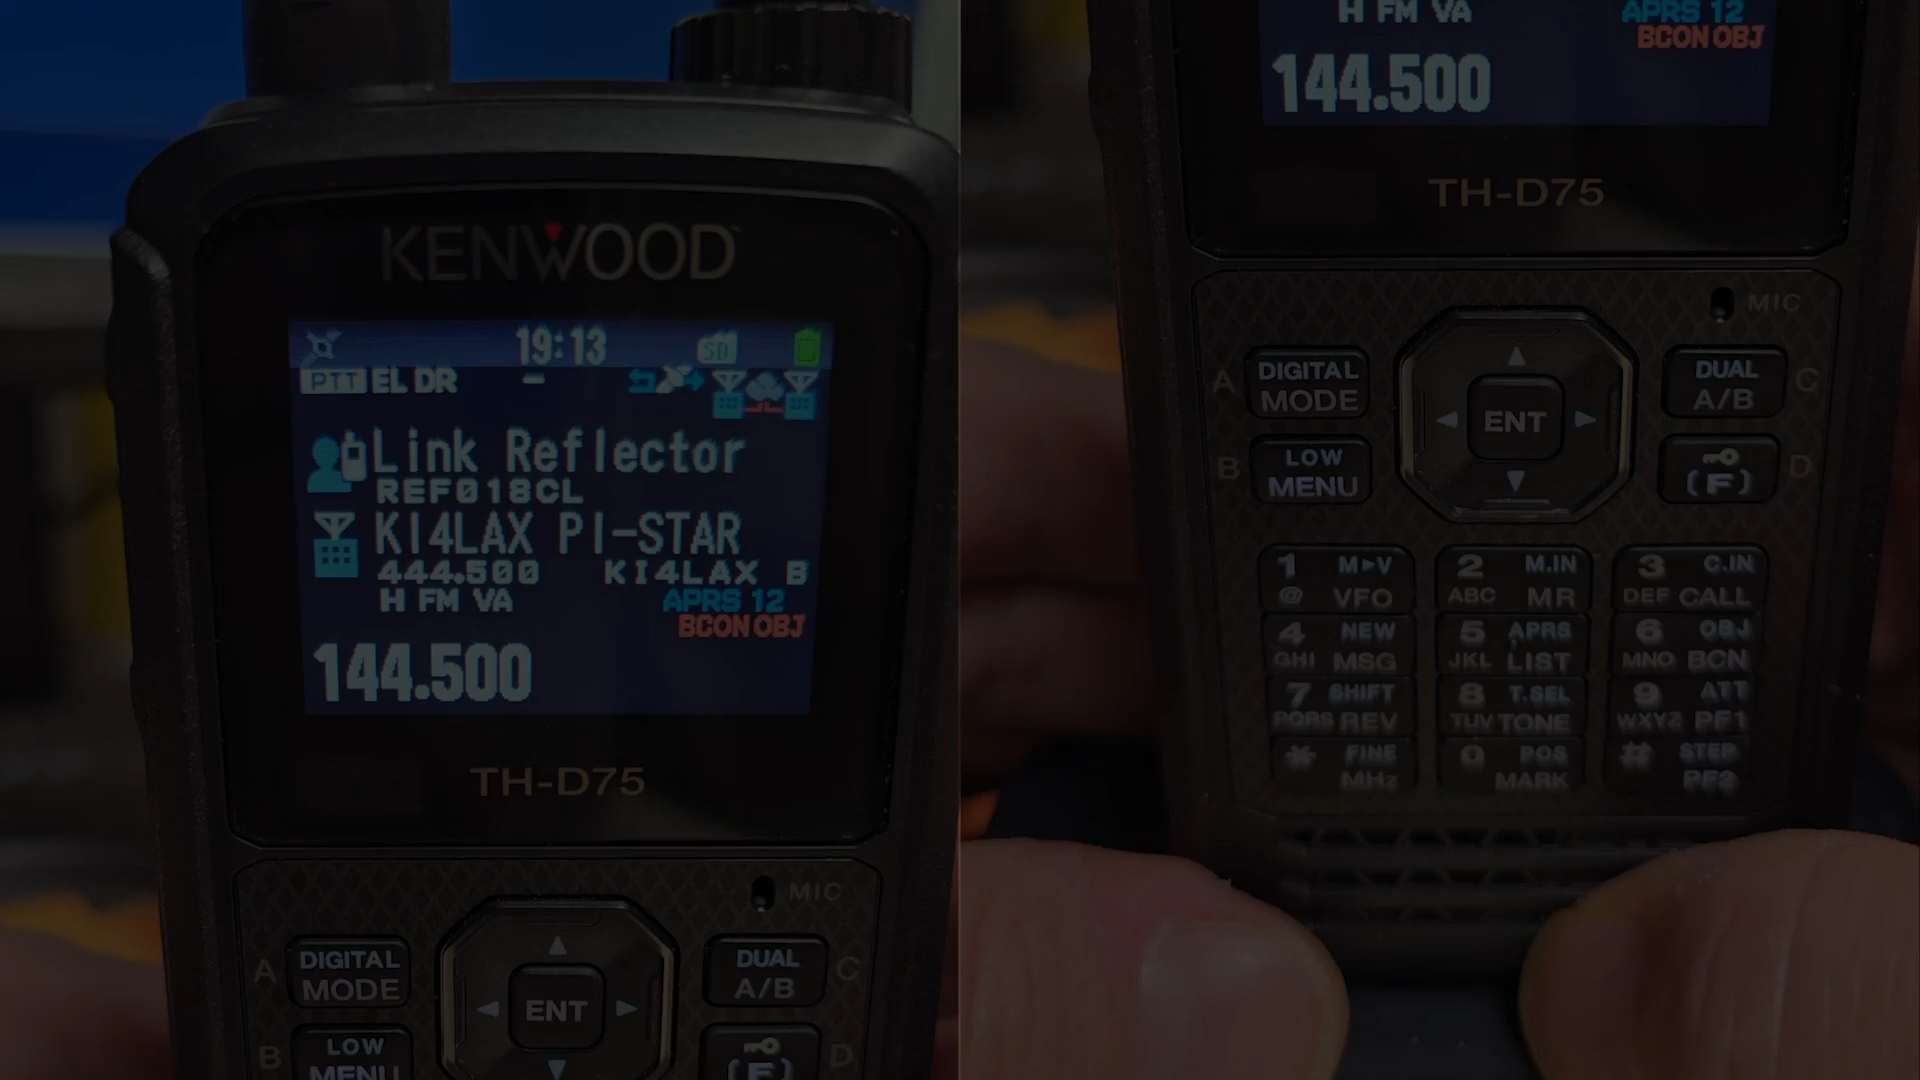 KENWOOD
19:13 SD
PTT EL DR
Link Reflector
REF018CL
KI4LAX PI-STAR
444.500 KI4LAX B
H FM VA APRS 12
BCON OBJ
144.500
TH-D75
MIC
A DIGITAL MODE DUAL A/B C
ENT
B LOW MENU (F) D
H FM VA APRS 12
BCON OBJ
144.500
TH-D75
MIC
A DIGITAL MODE DUAL A/B C
ENT
B LOW MENU (F) D
1 M▶V 2 M.IN 3 C.IN
@ VFO ABC MR DEF CALL
4 NEW 5 APRS 6 OBJ
GHI MSG JKL LIST MNO BCN
7 SHIFT 8 T.SEL 9 ATT
PQRS REV TUV TONE WXYZ PF1
* FINE 0 POS # STEP
MHz MARK PF2